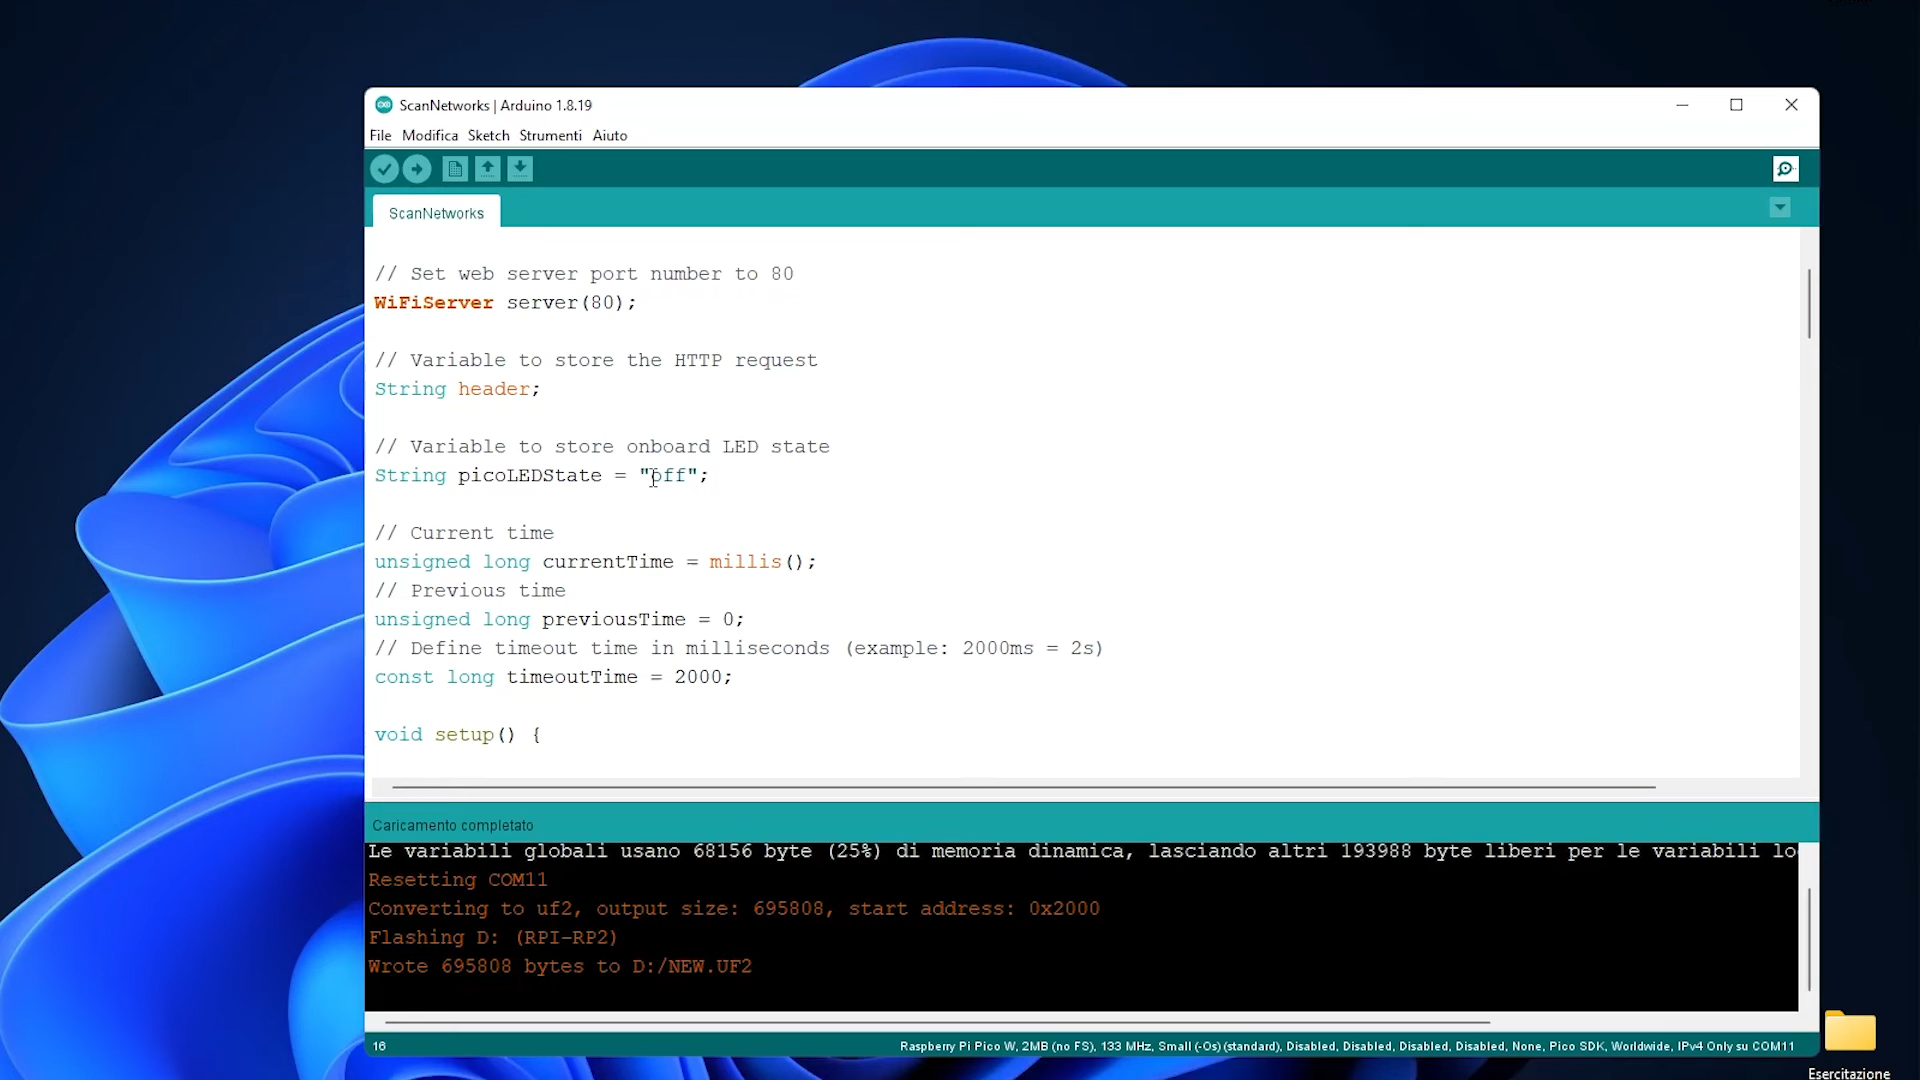 ScanNetworks | Arduino 1.8.19
File Modifica Sketch Strumenti Aiuto
ScanNetworks
// Set web server port number to 80
WiFiServer server(80);
// Variable to store the HTTP request
String header;
// Variable to store onboard LED state
String picoLEDState = "off";
// Current time
unsigned long currentTime = millis();
// Previous time
unsigned long previousTime = 0;
// Define timeout time in milliseconds (example: 2000ms = 2s)
const long timeoutTime = 2000;
void setup() {
Caricamento completato
Le variabili globali usano 68156 byte (25%) di memoria dinamica, lasciando altri 193988 byte liberi per le variabili lo
Resetting COM11
Converting to uf2, output size: 695808, start address: 0x2000
Flashing D: (RPI-RP2)
Wrote 695808 bytes to D:/NEW.UF2
16
Raspberry Pi Pico W, 2MB (no FS), 133 MHz, Small (-Os) (standard), Disabled, Disabled, Disabled, Disabled, None, Pico SDK, Worldwide, IPv4 Only su COM11
Esercitazione